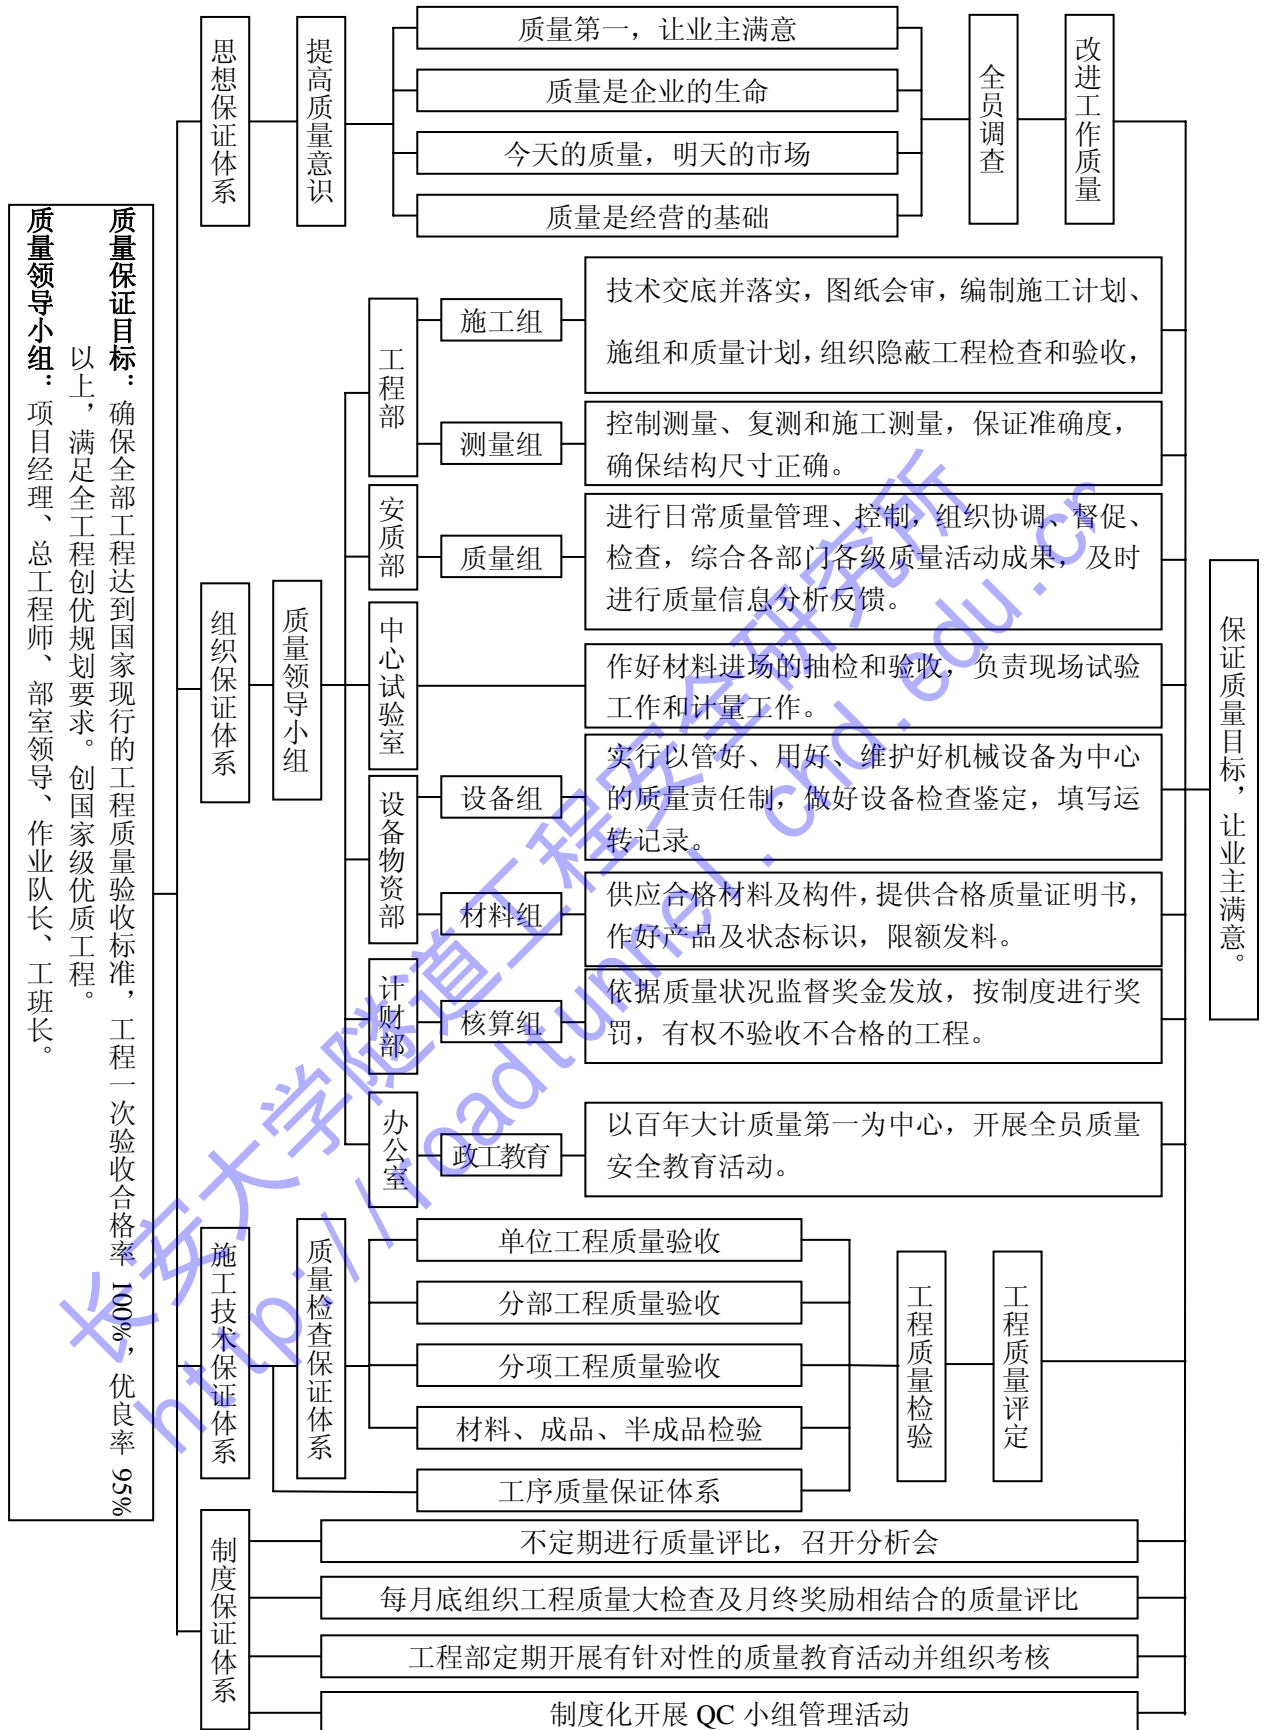 质量保证目标：确保全部工程达到国家现行的工程质量验收标准，工程一次验收合格率 100%，优良率 95%
以上，满足全工程创优规划要求。创国家级优质工程。
质量领导小组：项目经理、总工程师、部室领导、作业队长、工班长。
思想保证体系
提高质量意识
质量第一，让业主满意
质量是企业的生命
今天的质量，明天的市场
质量是经营的基础
全员调查
改进工作质量
组织保证体系
质量领导小组
工程部
施工组
技术交底并落实，图纸会审，编制施工计划、
施组和质量计划，组织隐蔽工程检查和验收，
测量组
控制测量、复测和施工测量，保证准确度，
确保结构尺寸正确。
安质部
质量组
进行日常质量管理、控制，组织协调、督促、
检查，综合各部门各级质量活动成果，及时
进行质量信息分析反馈。
中心试验室
作好材料进场的抽检和验收，负责现场试验
工作和计量工作。
设备物资部
设备组
实行以管好、用好、维护好机械设备为中心
的质量责任制，做好设备检查鉴定，填写运
转记录。
材料组
供应合格材料及构件，提供合格质量证明书，
作好产品及状态标识，限额发料。
计财部
核算组
依据质量状况监督奖金发放，按制度进行奖
罚，有权不验收不合格的工程。
办公室
政工教育
以百年大计质量第一为中心，开展全员质量
安全教育活动。
施工技术保证体系
质量检查保证体系
单位工程质量验收
分部工程质量验收
分项工程质量验收
材料、成品、半成品检验
工序质量保证体系
工程质量检验
工程质量评定
制度保证体系
不定期进行质量评比，召开分析会
每月底组织工程质量大检查及月终奖励相结合的质量评比
工程部定期开展有针对性的质量教育活动并组织考核
制度化开展 QC 小组管理活动
保证质量目标，让业主满意。
长安大学隧道工程安全研究所
http://roadtunnel.chd.edu.cn